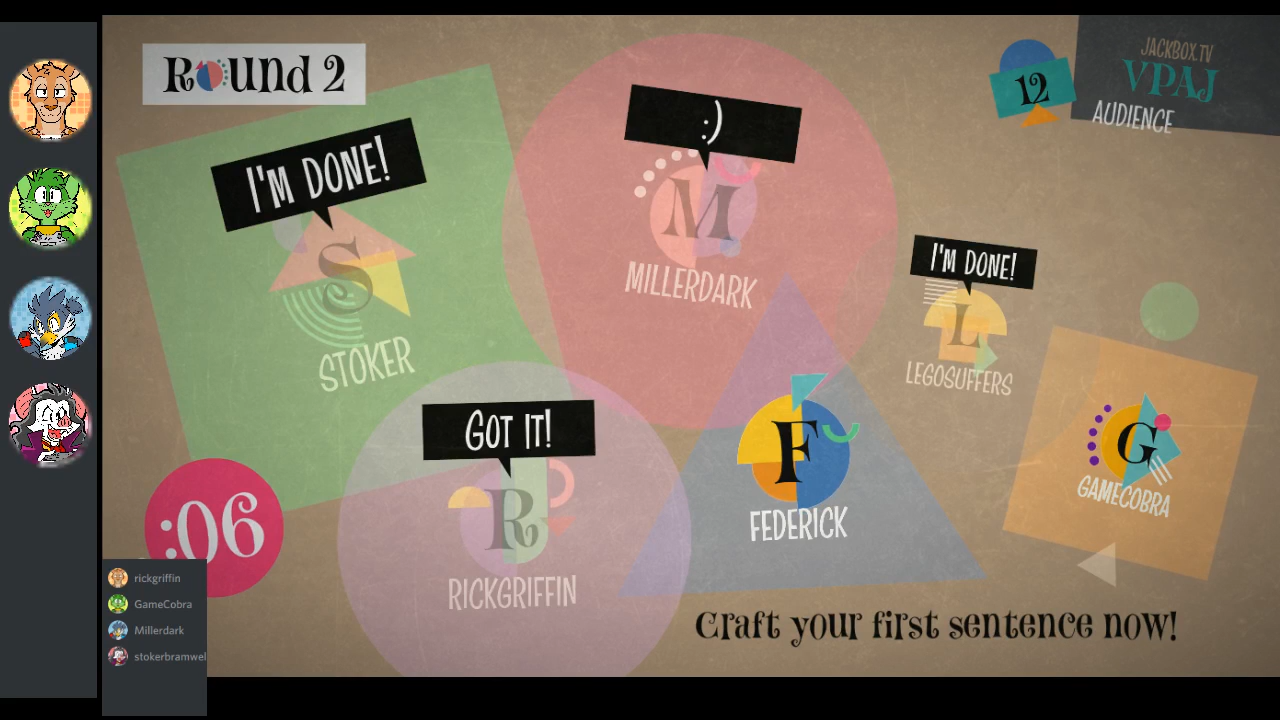 Round 2
JACKBOX.TV
VPAJ
12
AUDIENCE
:)
I'M DONE!
M
MILLERDARK
S
STOKER
I'M DONE!
L
LEGOSUFFERS
GOT IT!
F
FEDERICK
G
GAMECOBRA
R
RICKGRIFFIN
:06
rickgriffin
GameCobra
Millerdark
stokerbramwel
Craft your first sentence now!